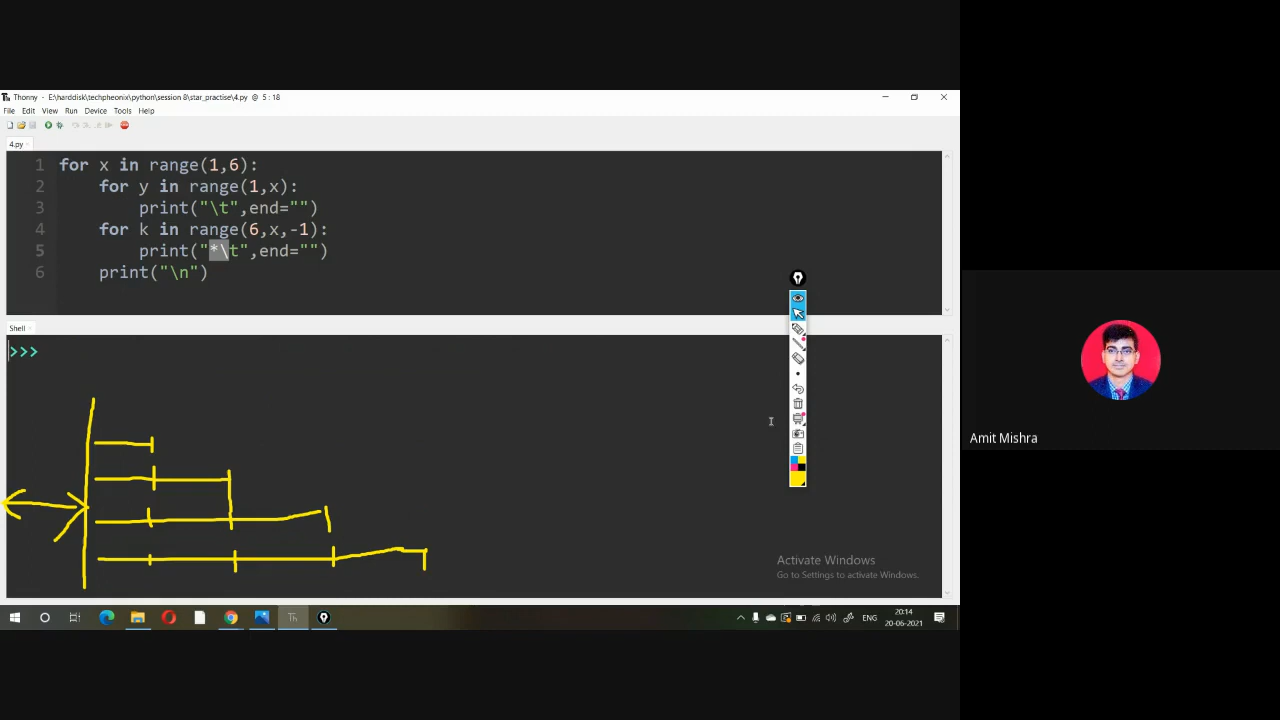 Thonny - E:\harddisk\techpheonix\python\session 8\star_practise\4.py @ 5 : 18
File Edit View Run Device Tools Help
4.py
1 for x in range(1,6):
2     for y in range(1,x):
3         print("\t",end="")
4     for k in range(6,x,-1):
5         print("*\t",end="")
6     print("\n")
Shell
>>>
Amit Mishra
Activate Windows
Go to Settings to activate Windows.
Th
ENG
20:14
20-06-2021